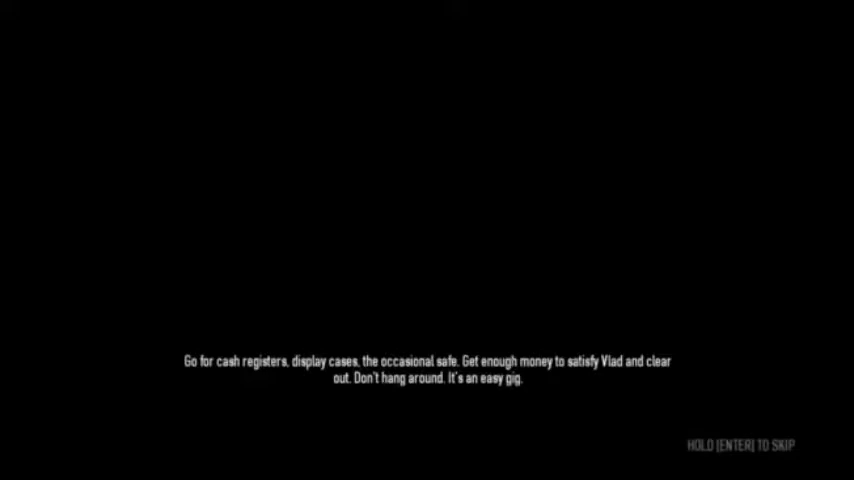 Go for cash registers, display cases, the occasional safe. Get enough money to satisfy Vlad and clear
out. Don't hang around. It's an easy gig.
HOLD [ENTER] TO SKIP